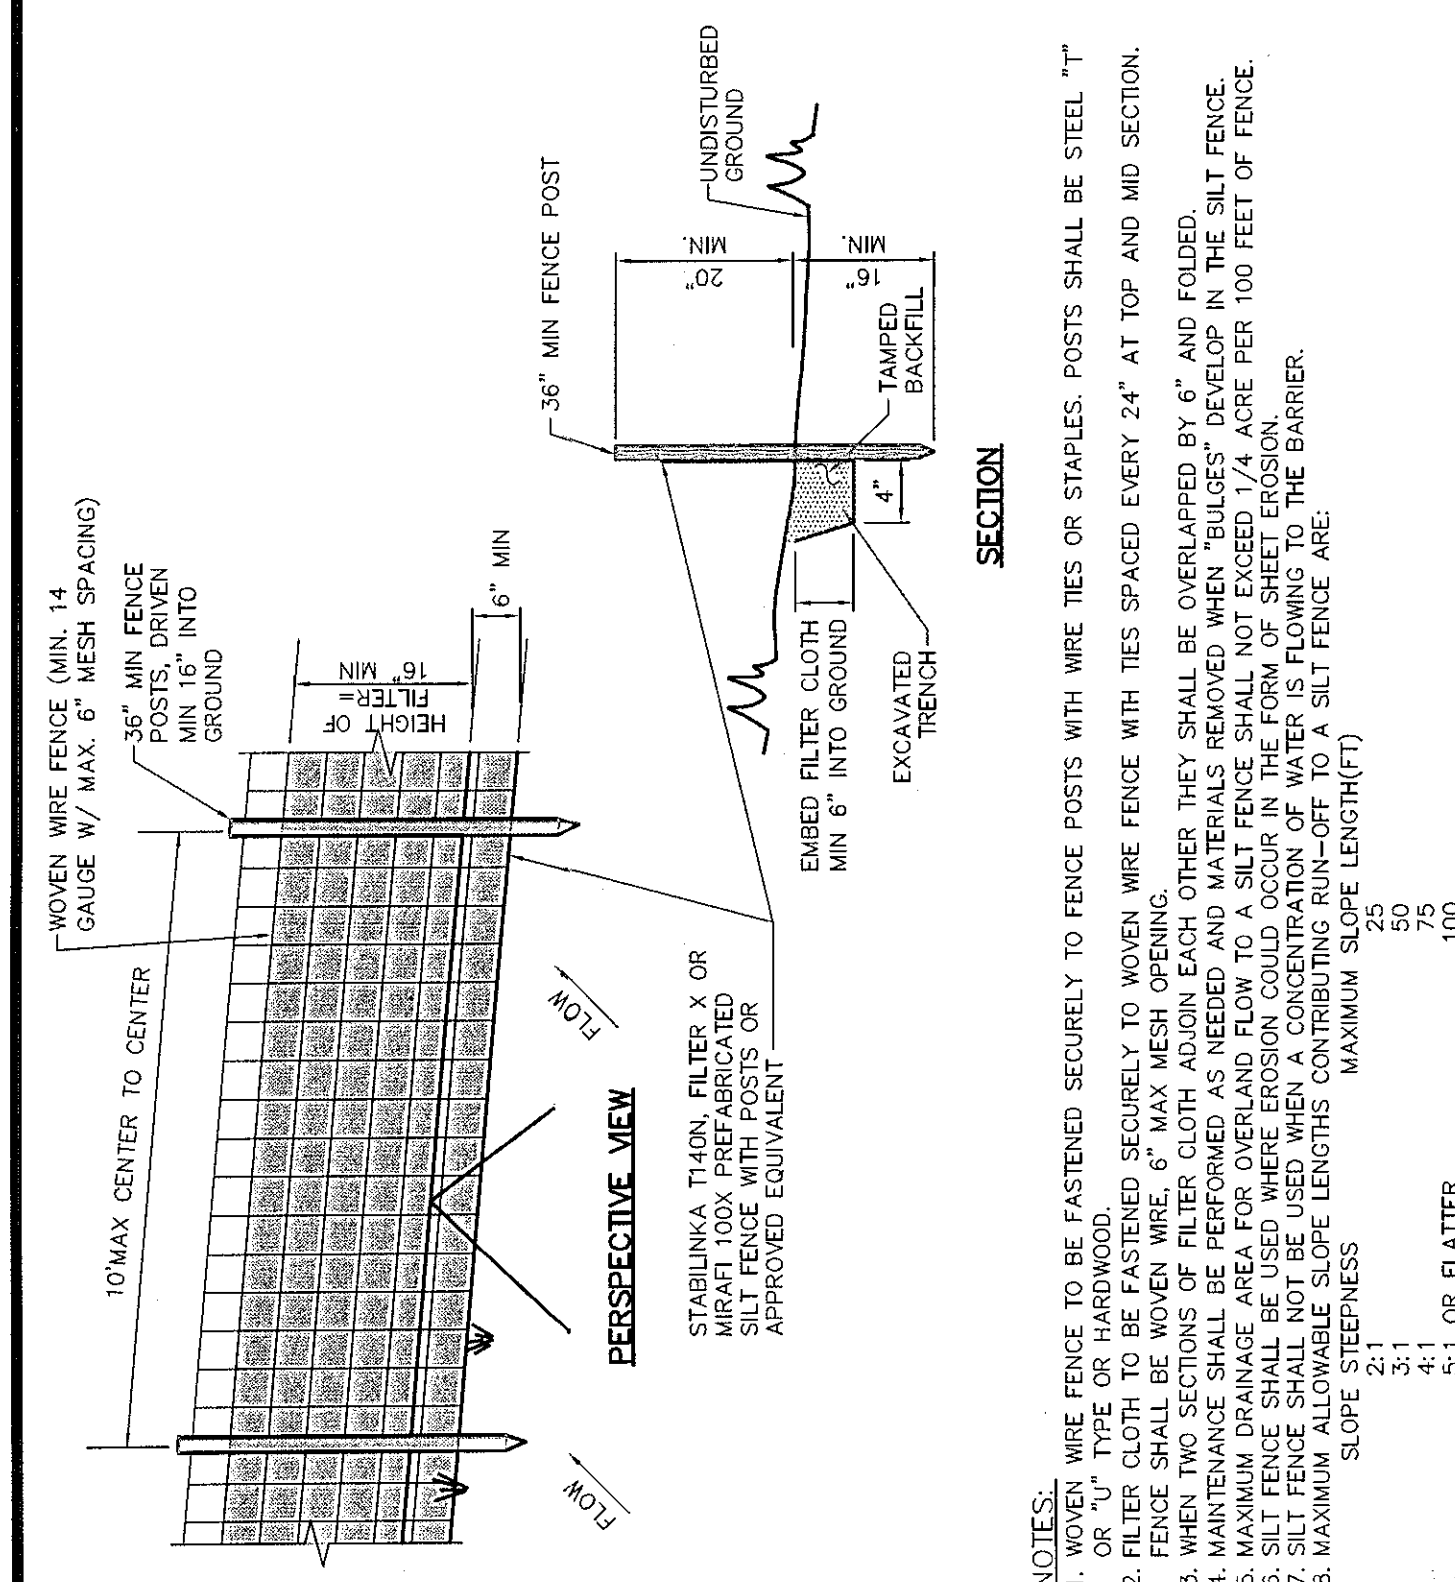 WOVEN WIRE FENCE (MIN. 14
GAUGE W/ MAX. 6" MESH SPACING)
36" MIN FENCE
POSTS, DRIVEN
MIN 16" INTO
GROUND
10'MAX CENTER TO CENTER
HEIGHT OF
FILTER=
16" MIN
6" MIN
FLOW
FLOW
PERSPECTIVE VIEW
STABILINKA T140N, FILTER X OR
MIRAFI 100X PREFABRICATED
SILT FENCE WITH POSTS OR
APPROVED EQUIVALENT
36" MIN FENCE POST
UNDISTURBED
GROUND
20"
MIN.
16"
MIN.
TAMPED
BACKFILL
4"
EMBED FILTER CLOTH
MIN 6" INTO GROUND
EXCAVATED
TRENCH
SECTION
NOTES:
1. WOVEN WIRE FENCE TO BE FASTENED SECURELY TO FENCE POSTS WITH WIRE TIES OR STAPLES. POSTS SHALL BE STEEL "T"
OR "U" TYPE OR HARDWOOD.
2. FILTER CLOTH TO BE FASTENED SECURELY TO WOVEN WIRE FENCE WITH TIES SPACED EVERY 24" AT TOP AND MID SECTION.
FENCE SHALL BE WOVEN WIRE, 6" MAX MESH OPENING.
3. WHEN TWO SECTIONS OF FILTER CLOTH ADJOIN EACH OTHER THEY SHALL BE OVERLAPPED BY 6" AND FOLDED.
4. MAINTENANCE SHALL BE PERFORMED AS NEEDED AND MATERIALS REMOVED WHEN "BULGES" DEVELOP IN THE SILT FENCE.
5. MAXIMUM DRAINAGE AREA FOR OVERLAND FLOW TO A SILT FENCE SHALL NOT EXCEED 1/4 ACRE PER 100 FEET OF FENCE.
6. SILT FENCE SHALL BE USED WHERE EROSION COULD OCCUR IN THE FORM OF SHEET EROSION.
7. SILT FENCE SHALL NOT BE USED WHEN A CONCENTRATION OF WATER IS FLOWING TO THE BARRIER.
8. MAXIMUM ALLOWABLE SLOPE LENGTHS CONTRIBUTING RUN-OFF TO A SILT FENCE ARE:
SLOPE STEEPNESS MAXIMUM SLOPE LENGTH(FT)
2:1 25
3:1 50
4:1 75
5:1 OR FLATTER 100